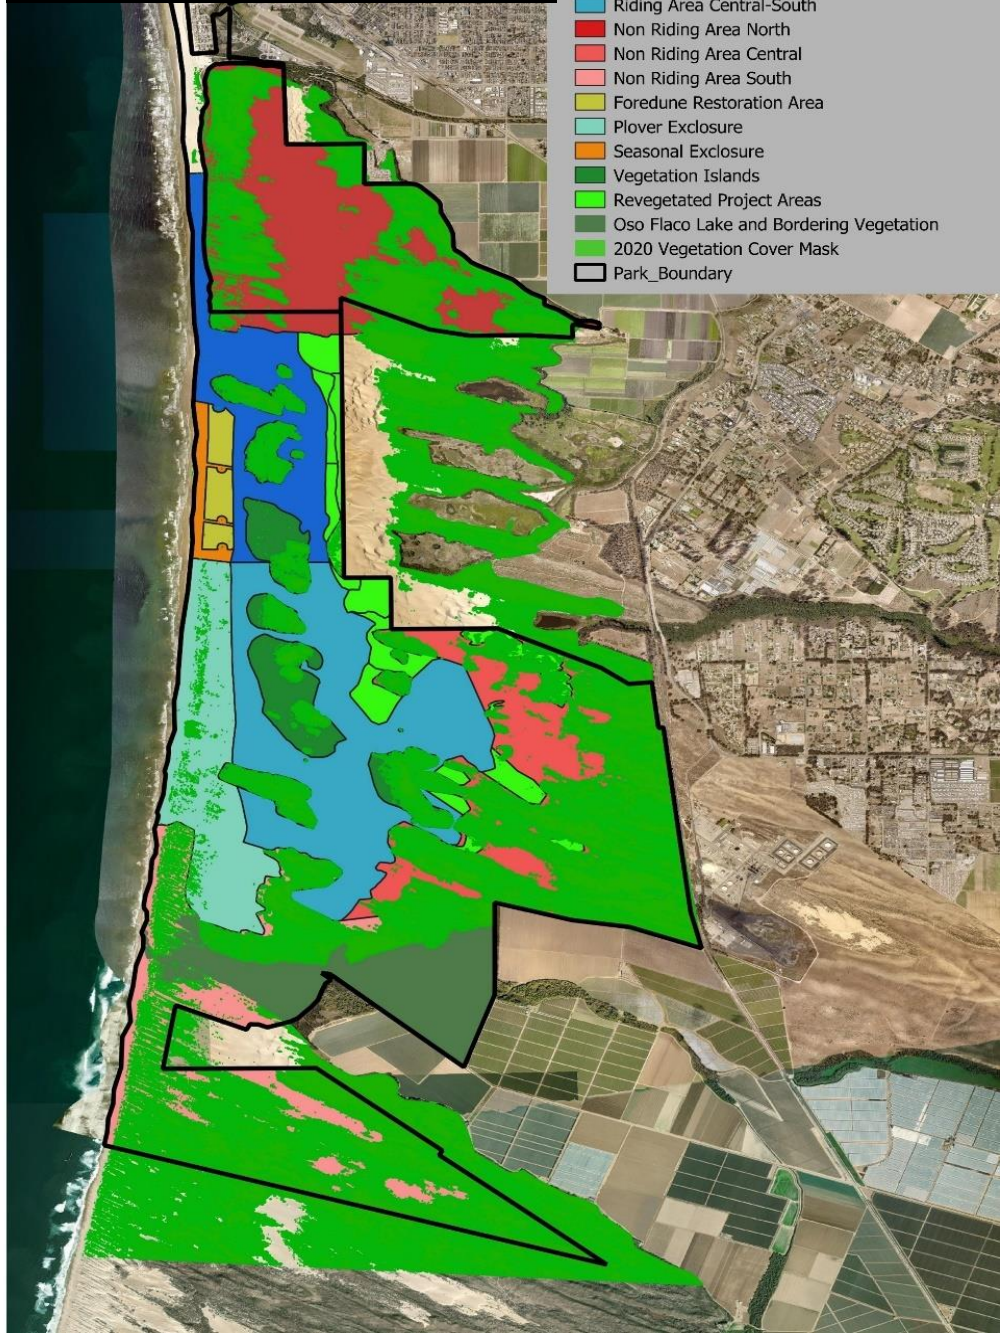 Riding Area Central-South
Non Riding Area North
Non Riding Area Central
Non Riding Area South
Foredune Restoration Area
Plover Exclosure
Seasonal Exclosure
Vegetation Islands
Revegetated Project Areas
Oso Flaco Lake and Bordering Vegetation
2020 Vegetation Cover Mask
Park_Boundary